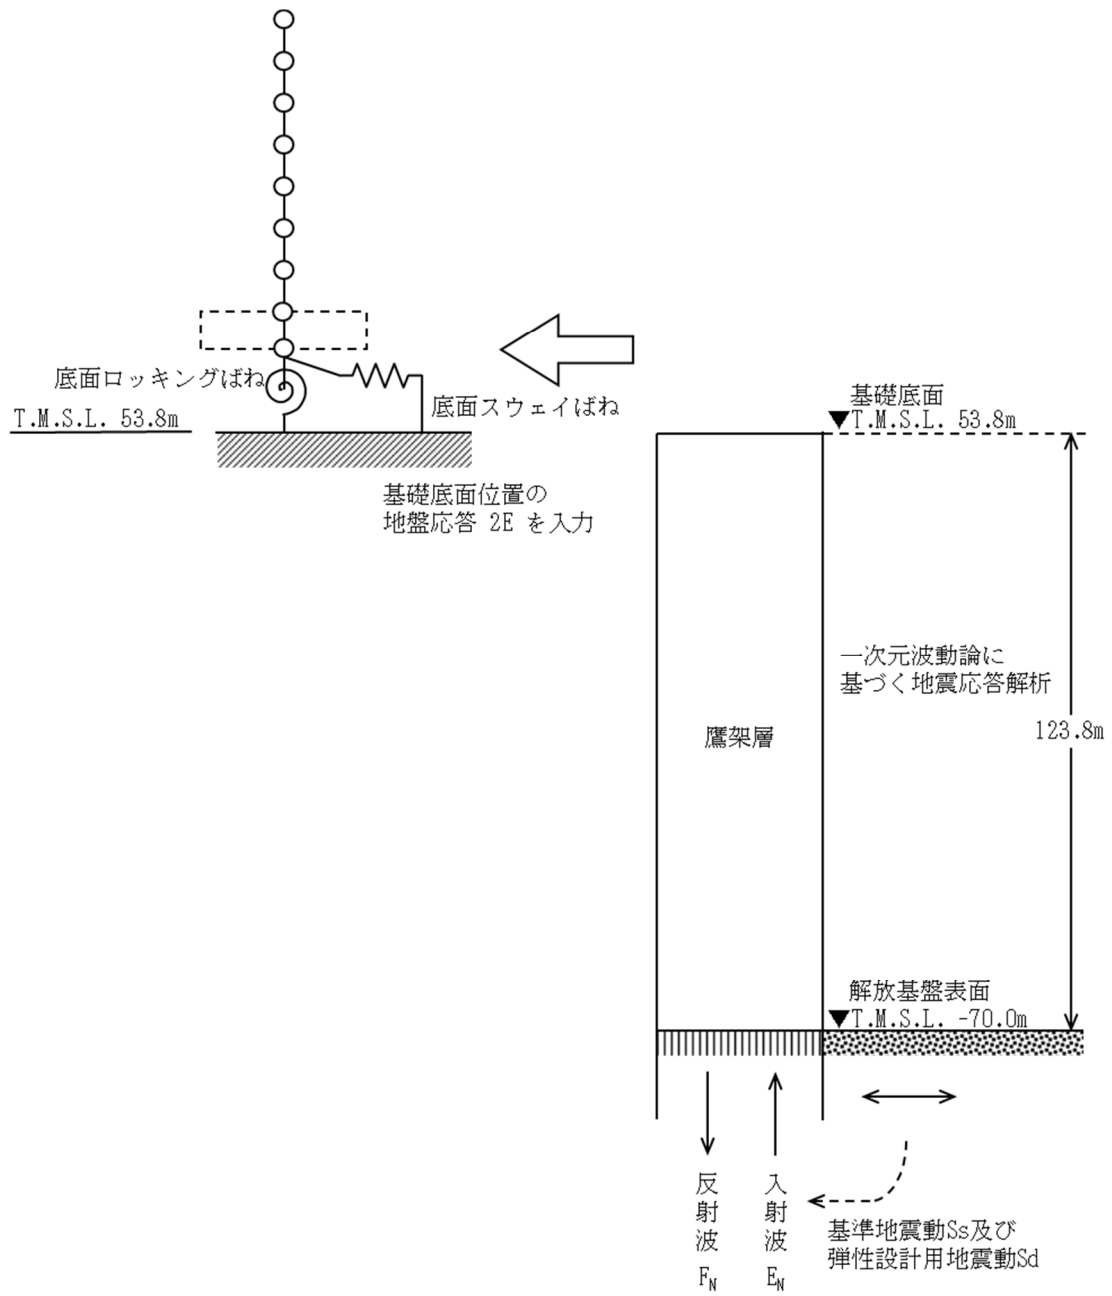 底面ロッキングばね
T.M.S.L. 53.8m
底面スウェイばね
基礎底面位置の
地盤応答 2E を入力
基礎底面
T.M.S.L. 53.8m
一次元波動論に
基づく地震応答解析
123.8m
鷹架層
解放基盤表面
T.M.S.L. -70.0m
反射波 FN
入射波 EN
基準地震動Ss及び
弾性設計用地震動Sd